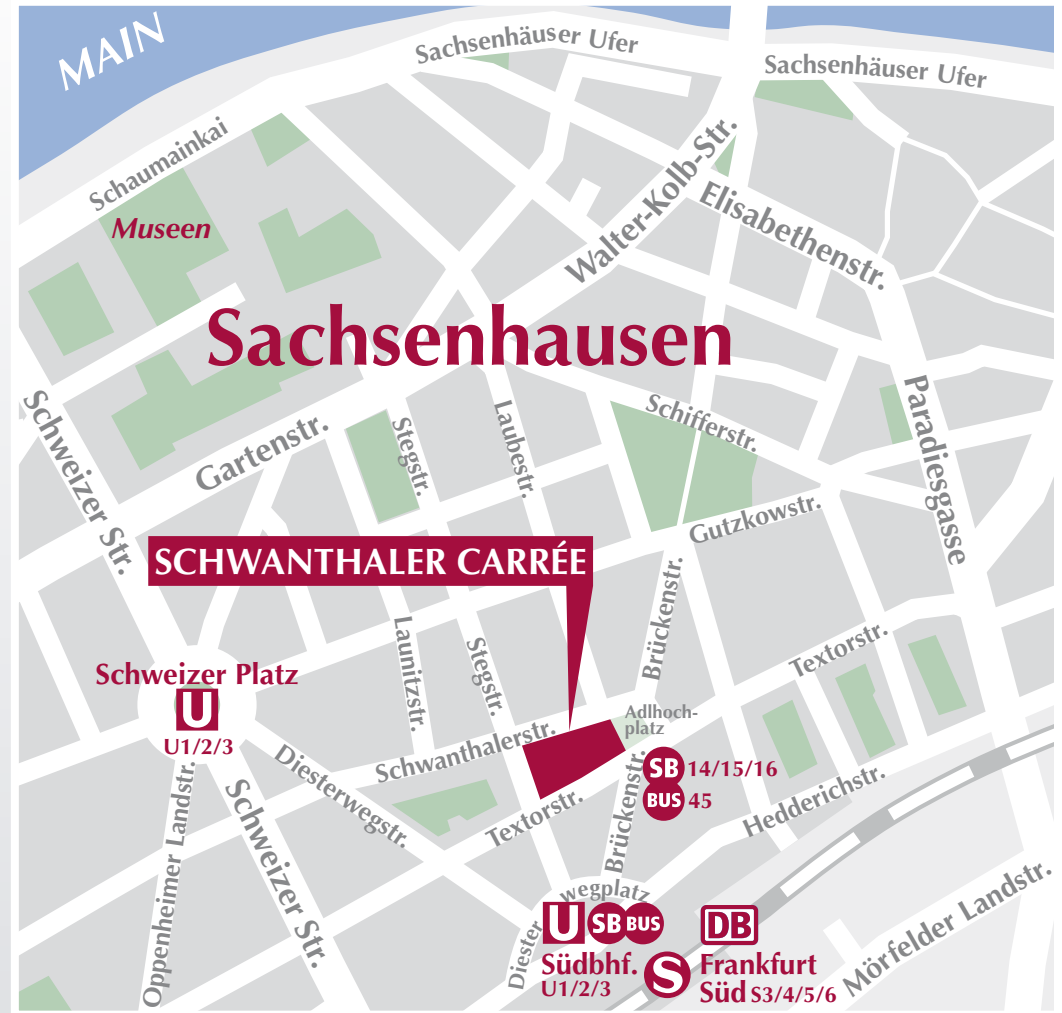 MAIN
Sachsenhäuser Ufer
Sachsenhäuser Ufer
Schaumainkai
Museen
Walter-Kolb-Str.
Elisabethenstr.
Sachsenhausen
Schweizer Str.
Gartenstr.
Stegstr.
Laubestr.
Schifferstr.
Paradiesgasse
Gutzkowstr.
SCHWANTHALER CARRÉE
Brückenstr.
Launitzstr.
Stegstr.
Textorstr.
Schweizer Platz
U
U1/2/3
Adlhoch-
platz
Schwanthalerstr.
SB 14/15/16
BUS 45
Diesterwegstr.
Oppenheimer Landstr.
Schweizer Str.
Textorstr.
Brückenstr.
Hedderichstr.
Diester
wegplatz
U SB BUS
Südbhf.
U1/2/3
S
DB
Frankfurt
Süd S3/4/5/6
Mörfelder Landstr.